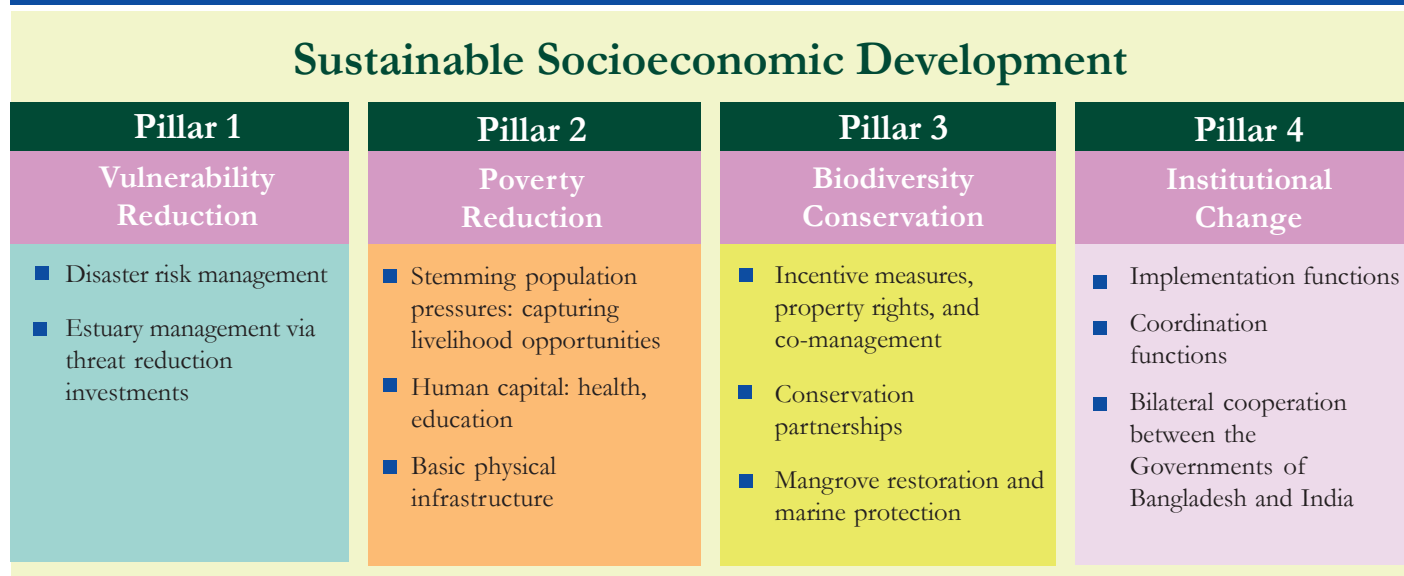 Sustainable Socioeconomic Development
Pillar 1
Vulnerability
Reduction
Disaster risk management
Estuary management via
threat reduction
investments
Pillar 2
Poverty
Reduction
Stemming population
pressures: capturing
livelihood opportunities
Human capital: health,
education
Basic physical
infrastructure
Pillar 3
Biodiversity
Conservation
Incentive measures,
property rights, and
co-management
Conservation
partnerships
Mangrove restoration and
marine protection
Pillar 4
Institutional
Change
Implementation functions
Coordination
functions
Bilateral cooperation
between the
Governments of
Bangladesh and India